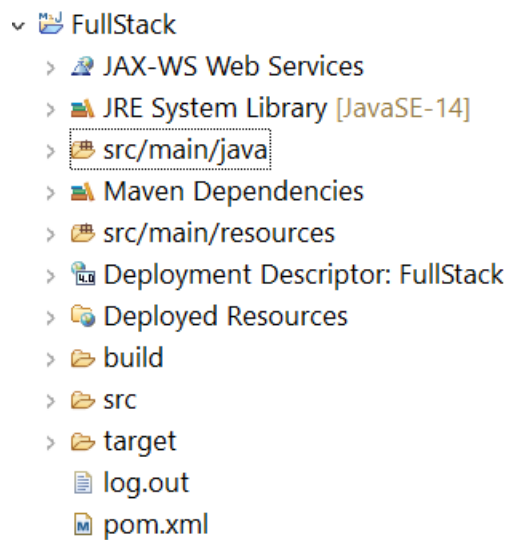 FullStack
JAX-WS Web Services
JRE System Library [JavaSE-14]
src/main/java
Maven Dependencies
src/main/resources
Deployment Descriptor: FullStack
Deployed Resources
build
src
target
log.out
pom.xml